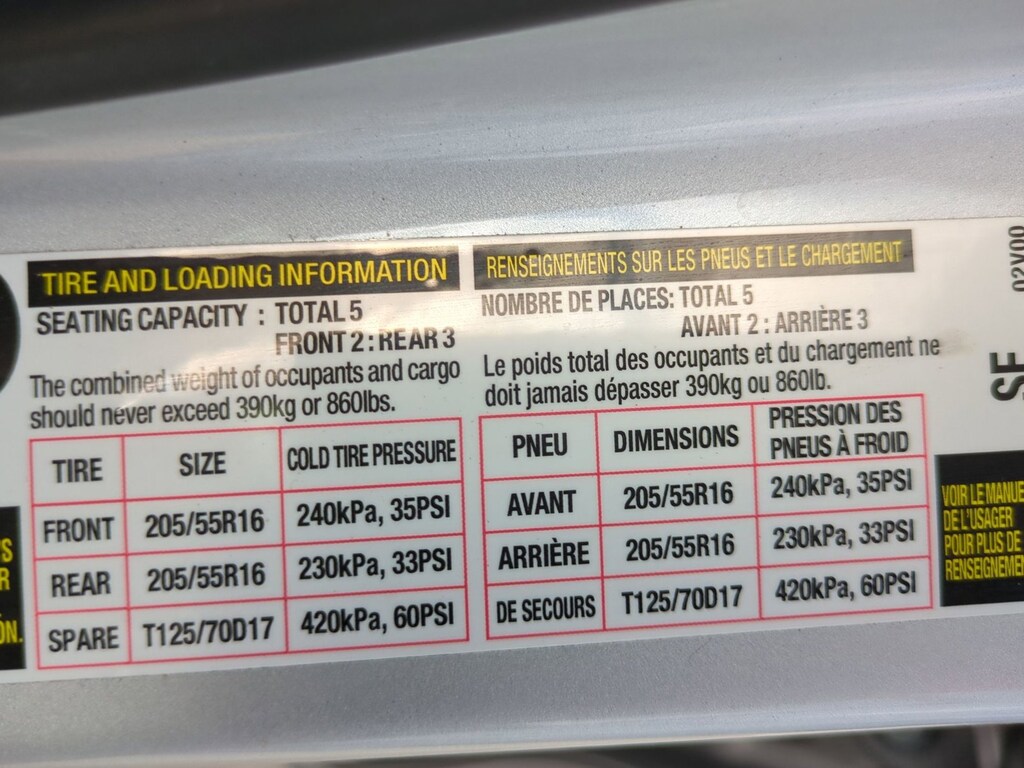 TIRE AND LOADING INFORMATION
SEATING CAPACITY : TOTAL 5
FRONT 2 : REAR 3
The combined weight of occupants and cargo
should never exceed 390kg or 860lbs.
TIRE SIZE COLD TIRE PRESSURE
FRONT 205/55R16 240kPa, 35PSI
REAR 205/55R16 230kPa, 33PSI
SPARE T125/70D17 420kPa, 60PSI
RENSEIGNEMENTS SUR LES PNEUS ET LE CHARGEMENT
NOMBRE DE PLACES: TOTAL 5
AVANT 2 : ARRIÈRE 3
Le poids total des occupants et du chargement ne
doit jamais dépasser 390kg ou 860lb.
PNEU DIMENSIONS PRESSION DES
PNEUS À FROID
AVANT 205/55R16 240kPa, 35PSI
ARRIÈRE 205/55R16 230kPa, 33PSI
DE SECOURS T125/70D17 420kPa, 60PSI
02V00
VOIR LE MANUE
DE L'USAGER
POUR PLUS DE
RENSEIGNEME